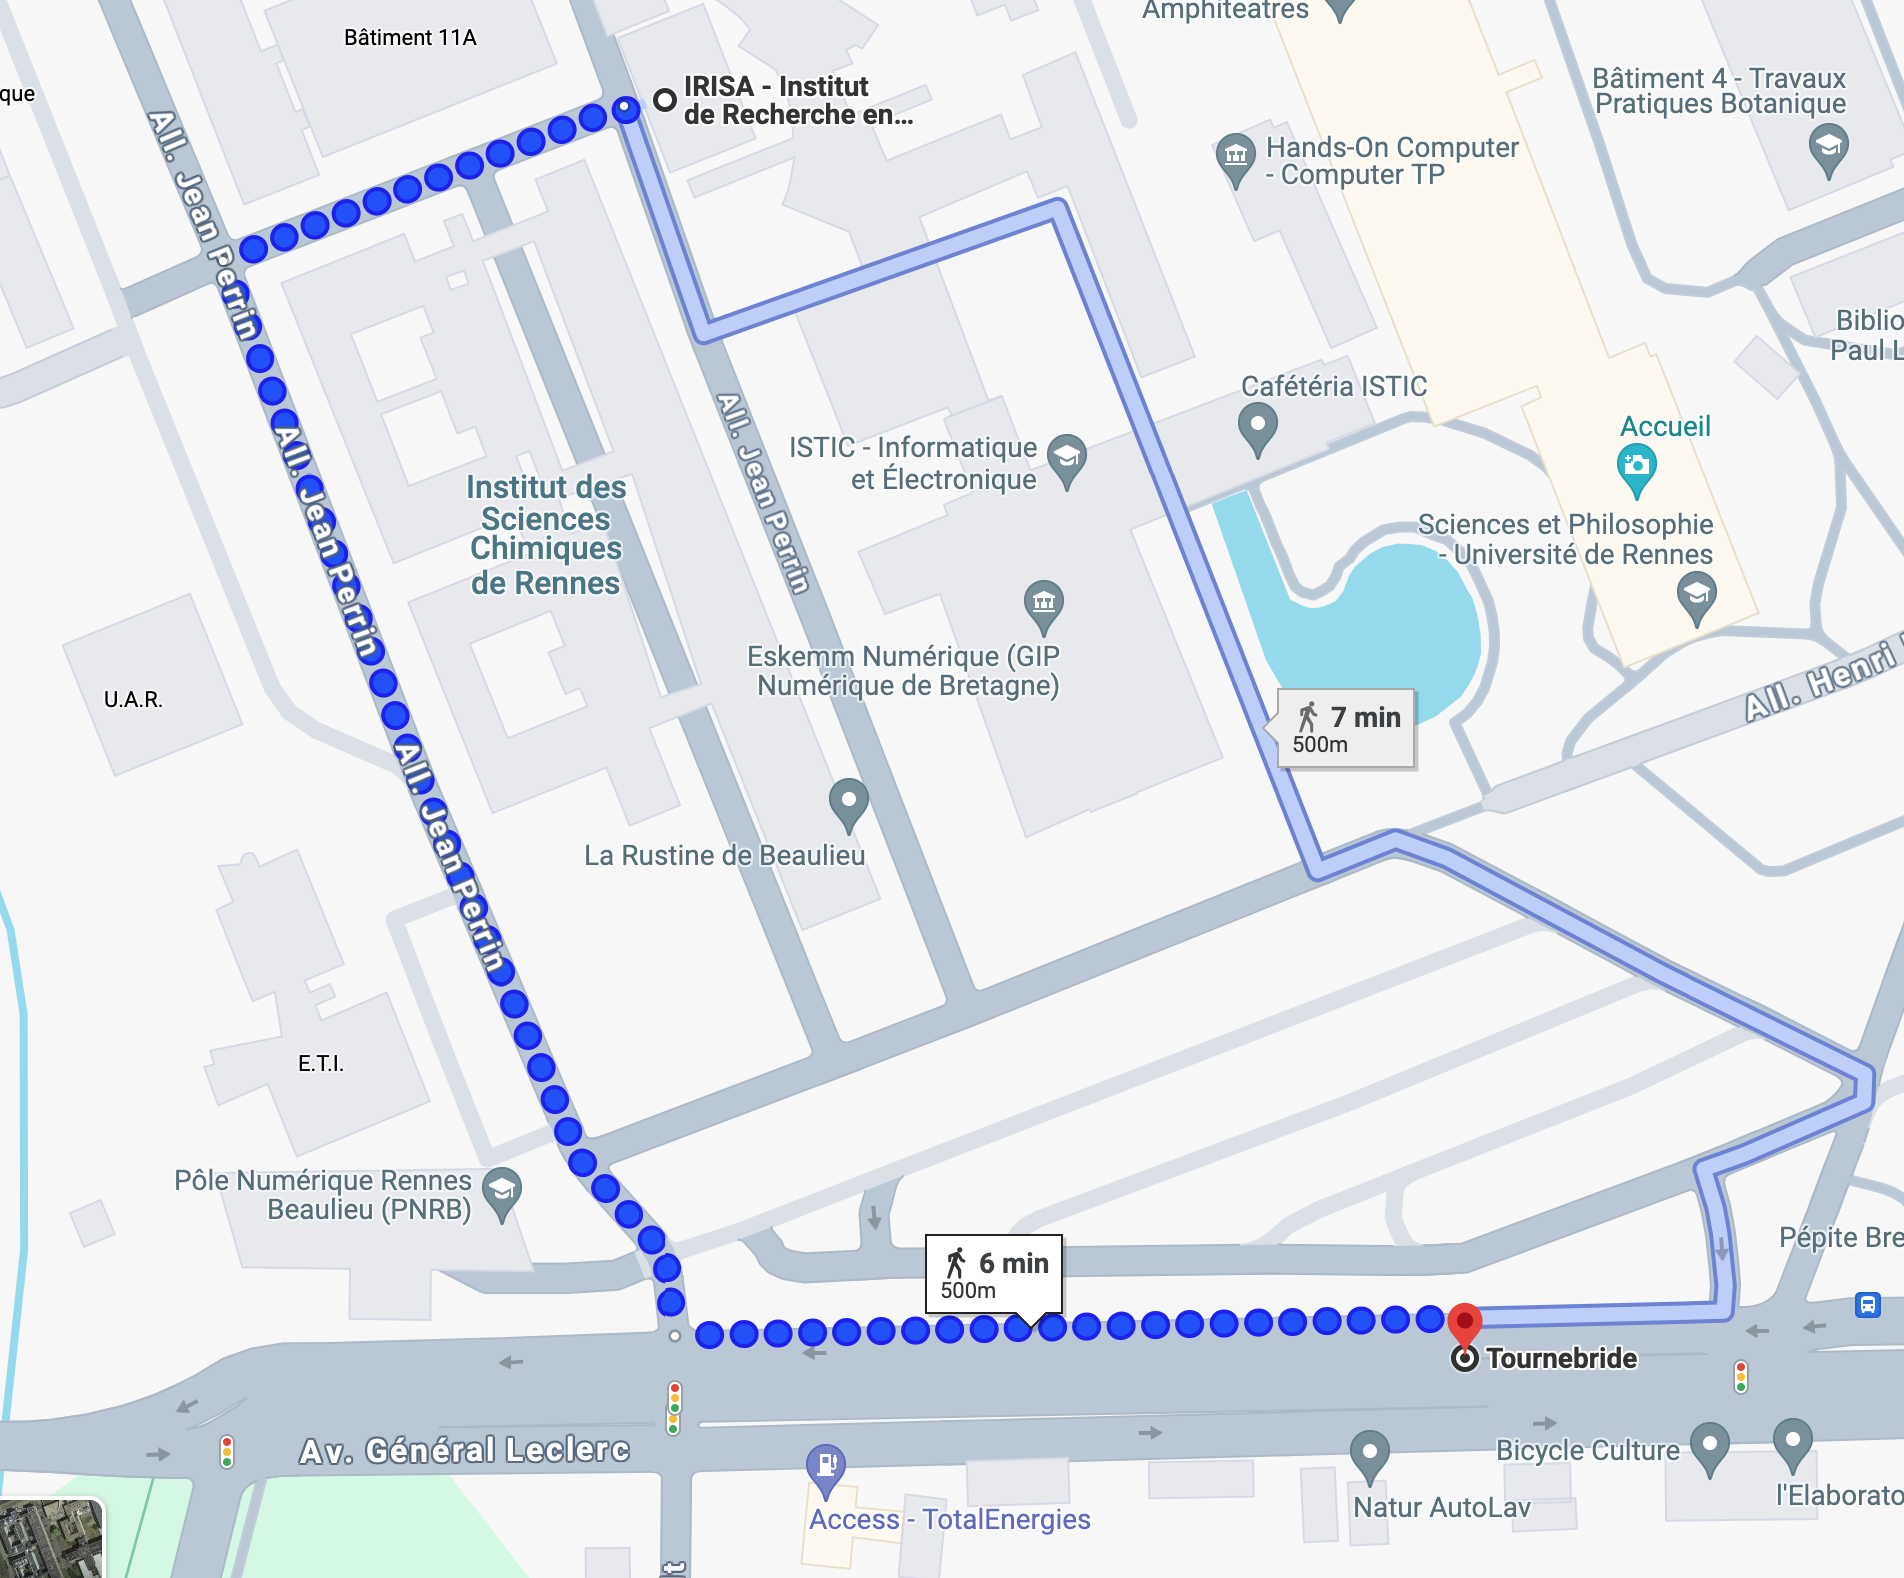 Amphiteatres
Bâtiment 11A
IRISA - Institut
de Recherche en...
que
Bâtiment 4 - Travaux
Pratiques Botanique
Hands-On Computer
- Computer TP
All. Jean Perrin
Cafétéria ISTIC
Biblio
Paul L
Accueil
ISTIC - Informatique
et Électronique
All. Jean Perrin
All. Jean Perrin
Institut des
Sciences
Chimiques
de Rennes
Sciences et Philosophie
- Université de Rennes
Eskemm Numérique (GIP
Numérique de Bretagne)
U.A.R.
All. Henri
7 min
500m
All. Jean Perrin
La Rustine de Beaulieu
E.T.I.
Pôle Numérique Rennes
Beaulieu (PNRB)
Pépite Bre
6 min
500m
Tournebride
Av. Général Leclerc
Bicycle Culture
l'Elaborato
Natur AutoLav
Access - TotalEnergies